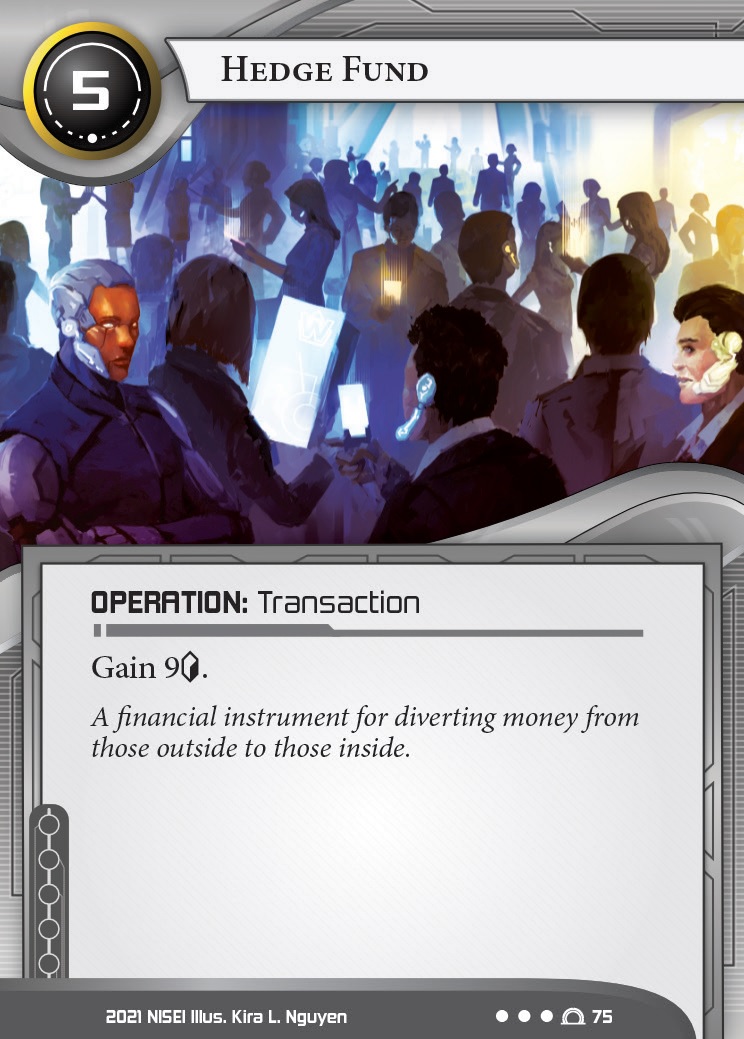 5
Hedge Fund
W
OPERATION: Transaction
Gain 9.
A financial instrument for diverting money from
those outside to those inside.
2021 NISEI Illus. Kira L. Nguyen
75